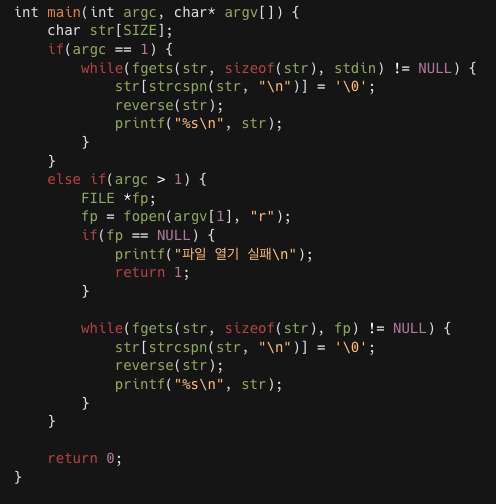 int main(int argc, char* argv[]) {
    char str[SIZE];
    if(argc == 1) {
        while(fgets(str, sizeof(str), stdin) != NULL) {
            str[strcspn(str, "\n")] = '\0';
            reverse(str);
            printf("%s\n", str);
        }
    }
    else if(argc > 1) {
        FILE *fp;
        fp = fopen(argv[1], "r");
        if(fp == NULL) {
            printf("파일 열기 실패\n");
            return 1;
        }

        while(fgets(str, sizeof(str), fp) != NULL) {
            str[strcspn(str, "\n")] = '\0';
            reverse(str);
            printf("%s\n", str);
        }
    }

    return 0;
}